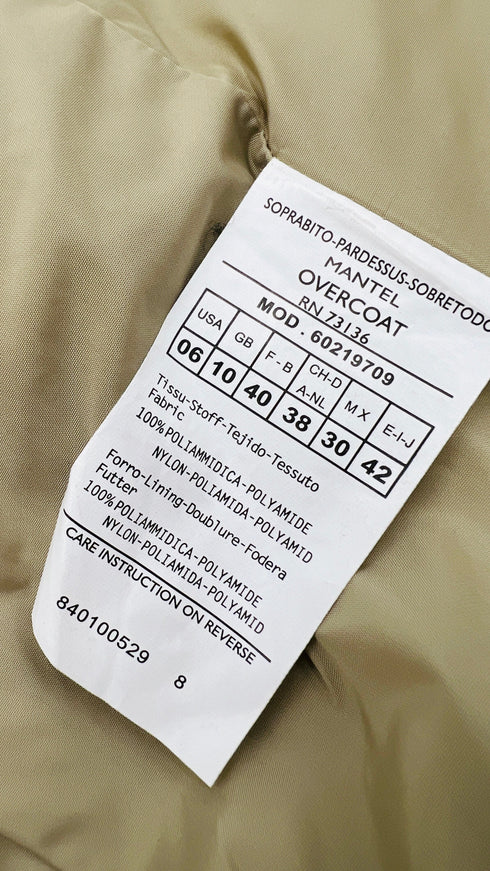 SOPRABITO-PARDESSUS-SOBRETODO
MANTEL
OVERCOAT
RN 73136
MOD. 60219709
USA GB F-B CH-D A-NL MX E-I-J
06 10 40 38 30 42
Tissu-Stoff-Tejido-Tessuto
Fabric
100%POLIAMMIDICA-POLYAMIDE
NYLON-POLIAMIDA-POLYAMID
Forro-Lining-Doublure-Fodera
Futter
100%POLIAMMIDICA-POLYAMIDE
NYLON-POLIAMIDA-POLYAMID
CARE INSTRUCTION ON REVERSE
840100529 8